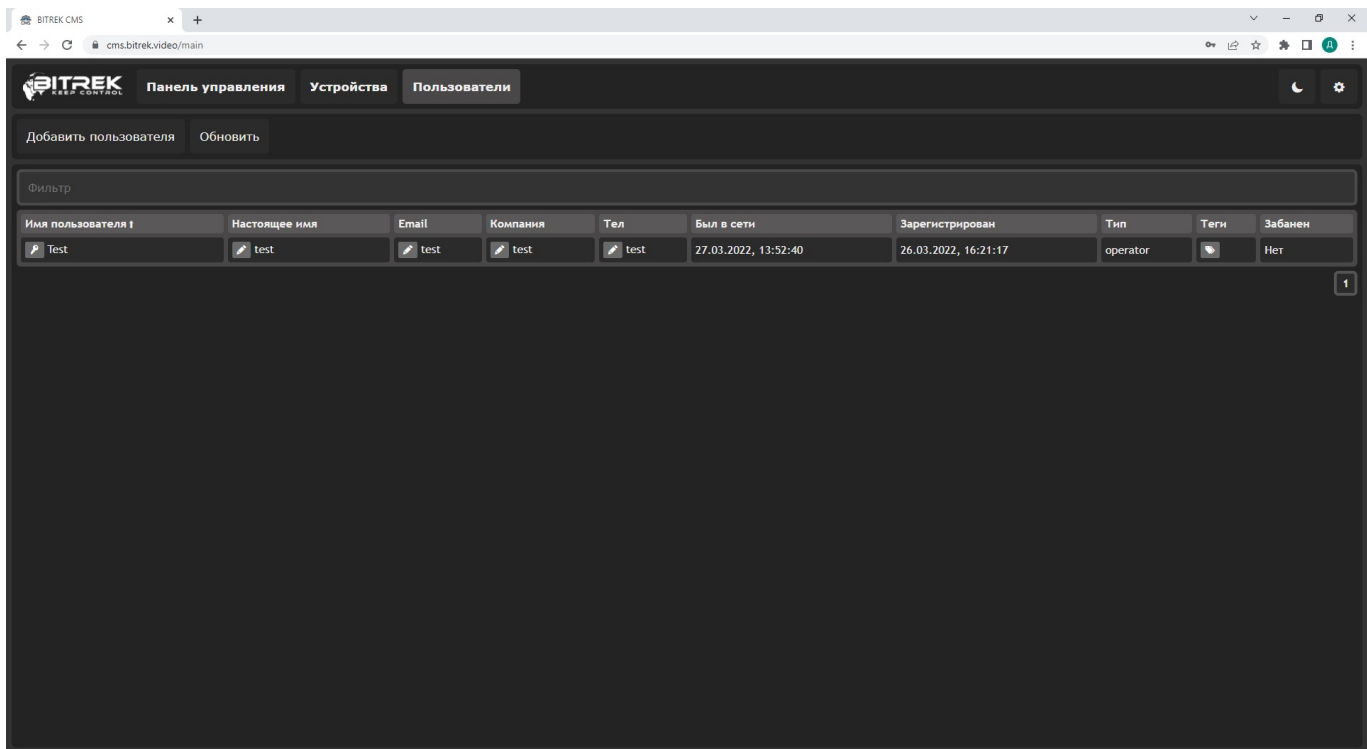 BITREK CMS
cms.bitrek.video/main
Д
BITREK
KEEP CONTROL
Панель управления Устройства Пользователи
Добавить пользователя Обновить
Фильтр
Имя пользователя Настоящее имя Email Компания Тел Был в сети Зарегистрирован Тип Теги Забанен
Test test test test test 27.03.2022, 13:52:40 26.03.2022, 16:21:17 operator Нет
1